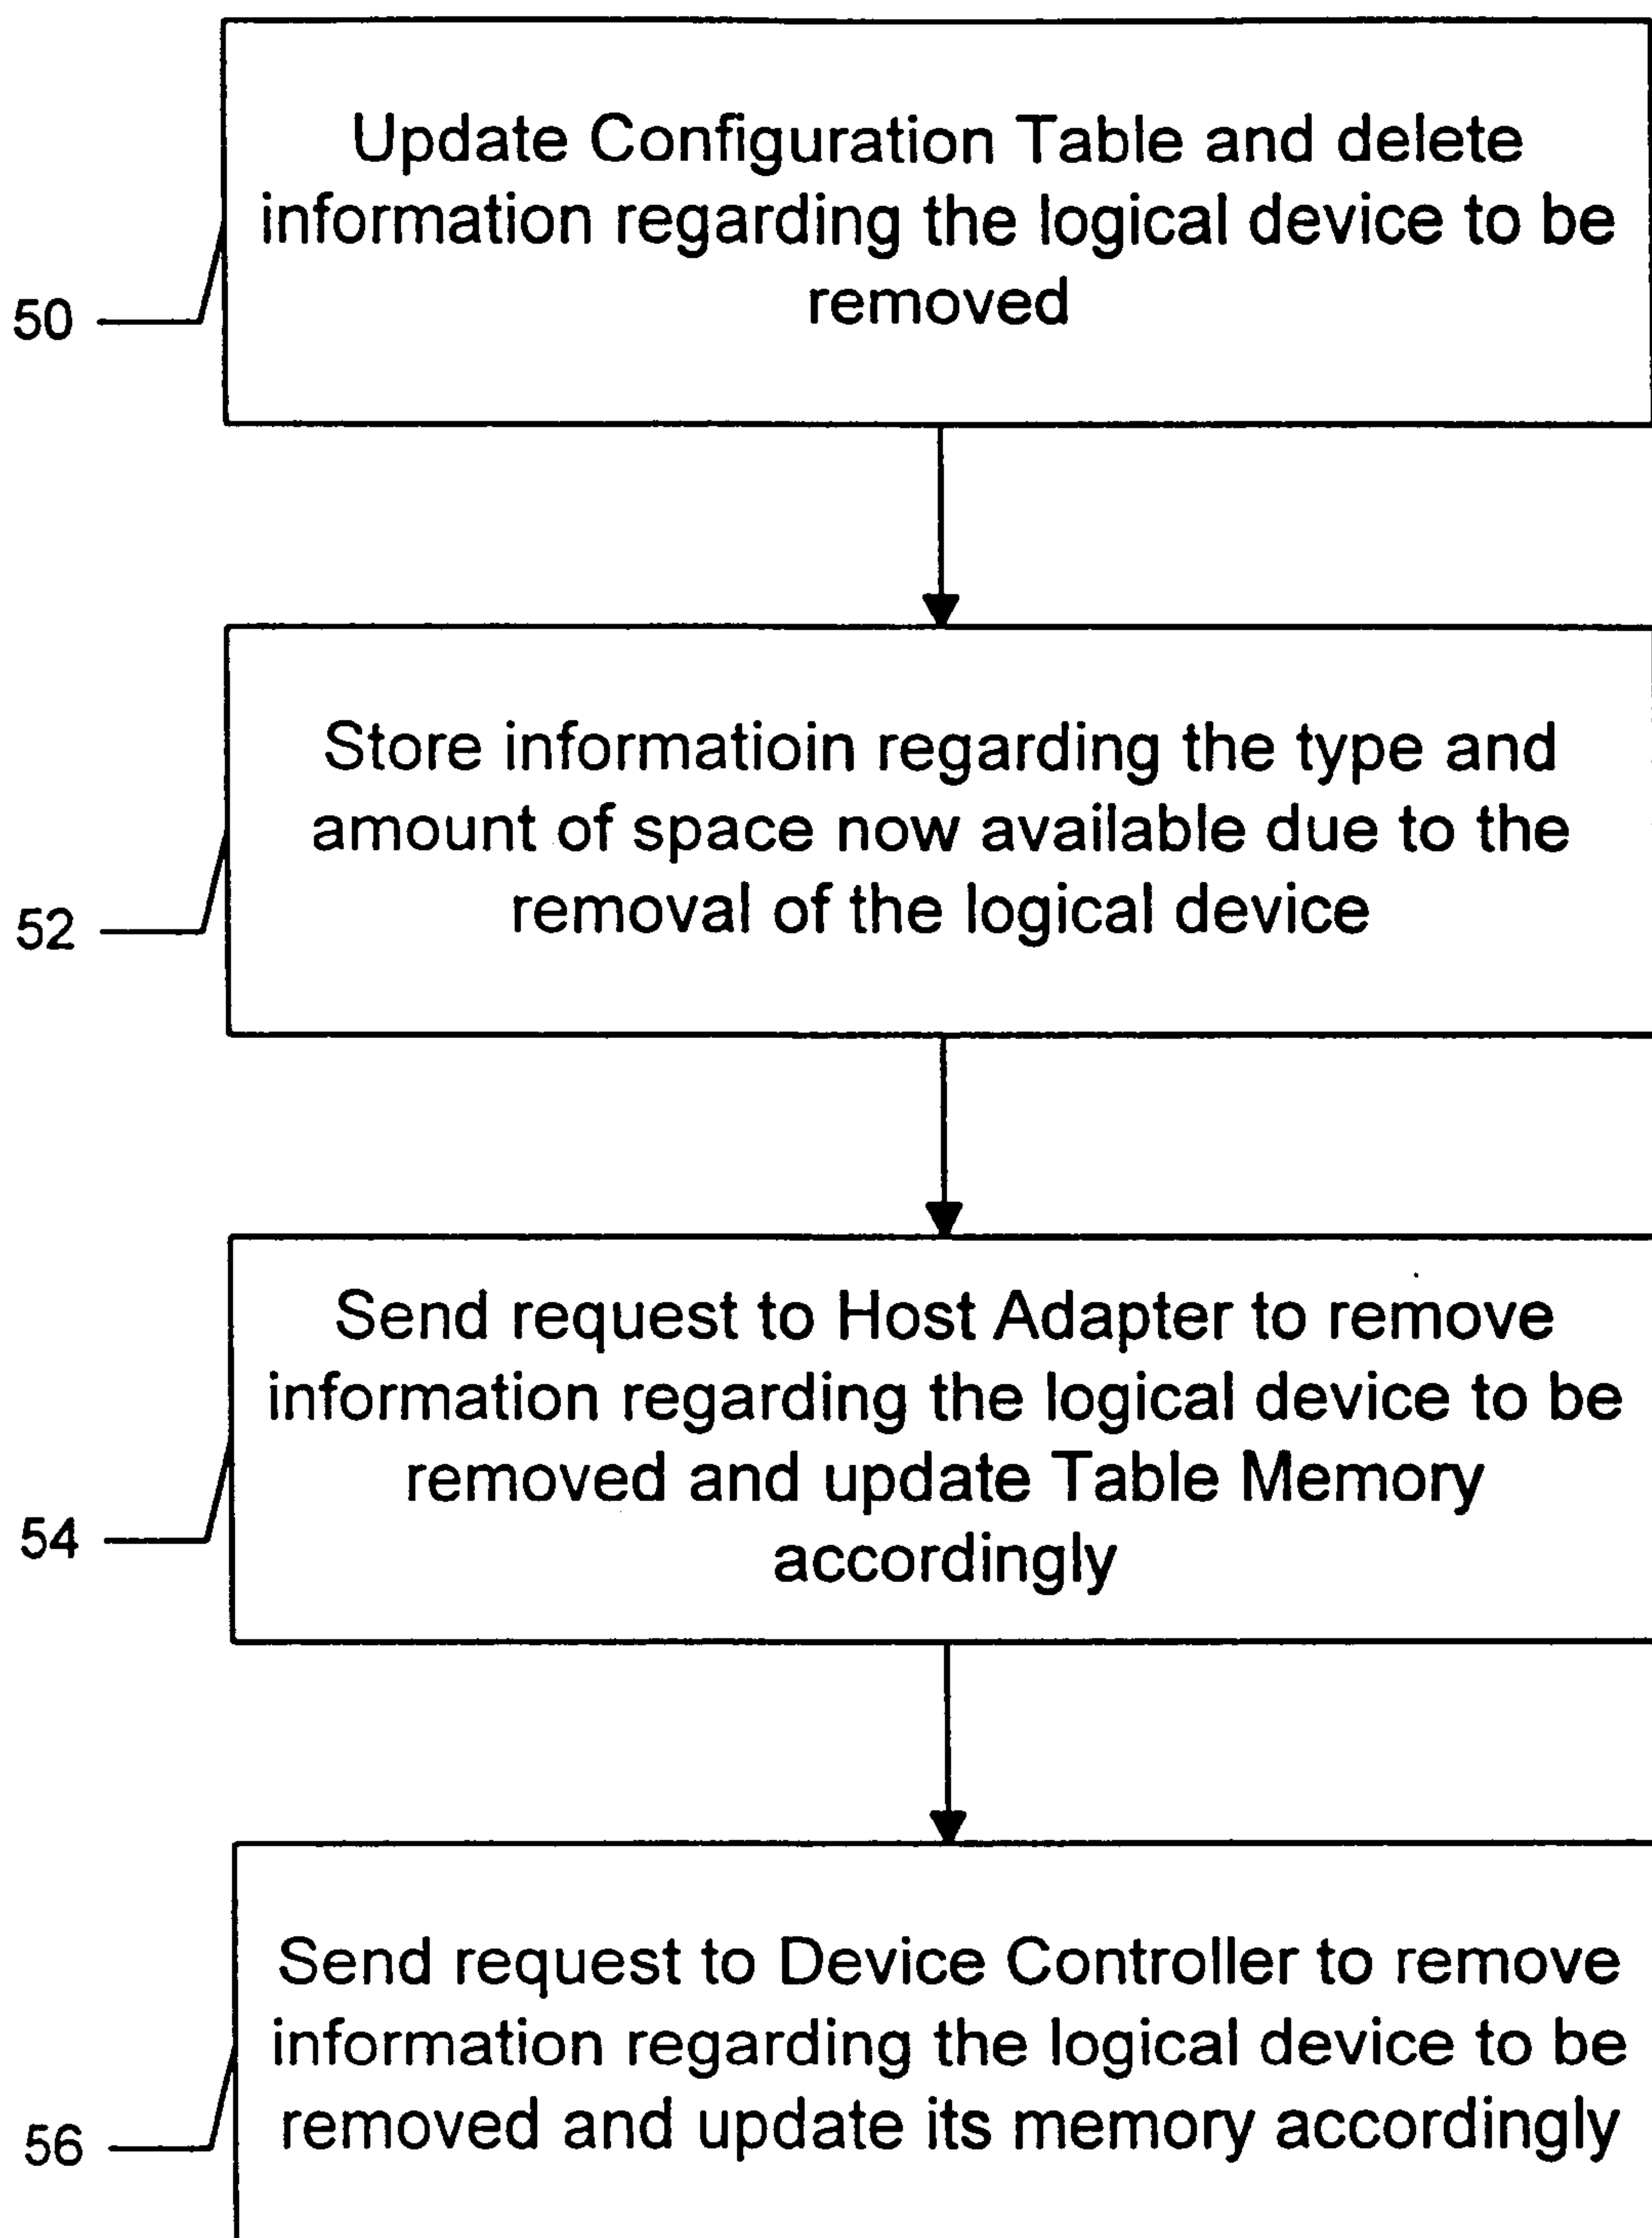 Update Configuration Table and delete
information regarding the logical device to be
removed
50
Store informatioin regarding the type and
amount of space now available due to the
removal of the logical device
52
Send request to Host Adapter to remove
information regarding the logical device to be
removed and update Table Memory
accordingly
54
Send request to Device Controller to remove
information regarding the logical device to be
removed and update its memory accordingly
56